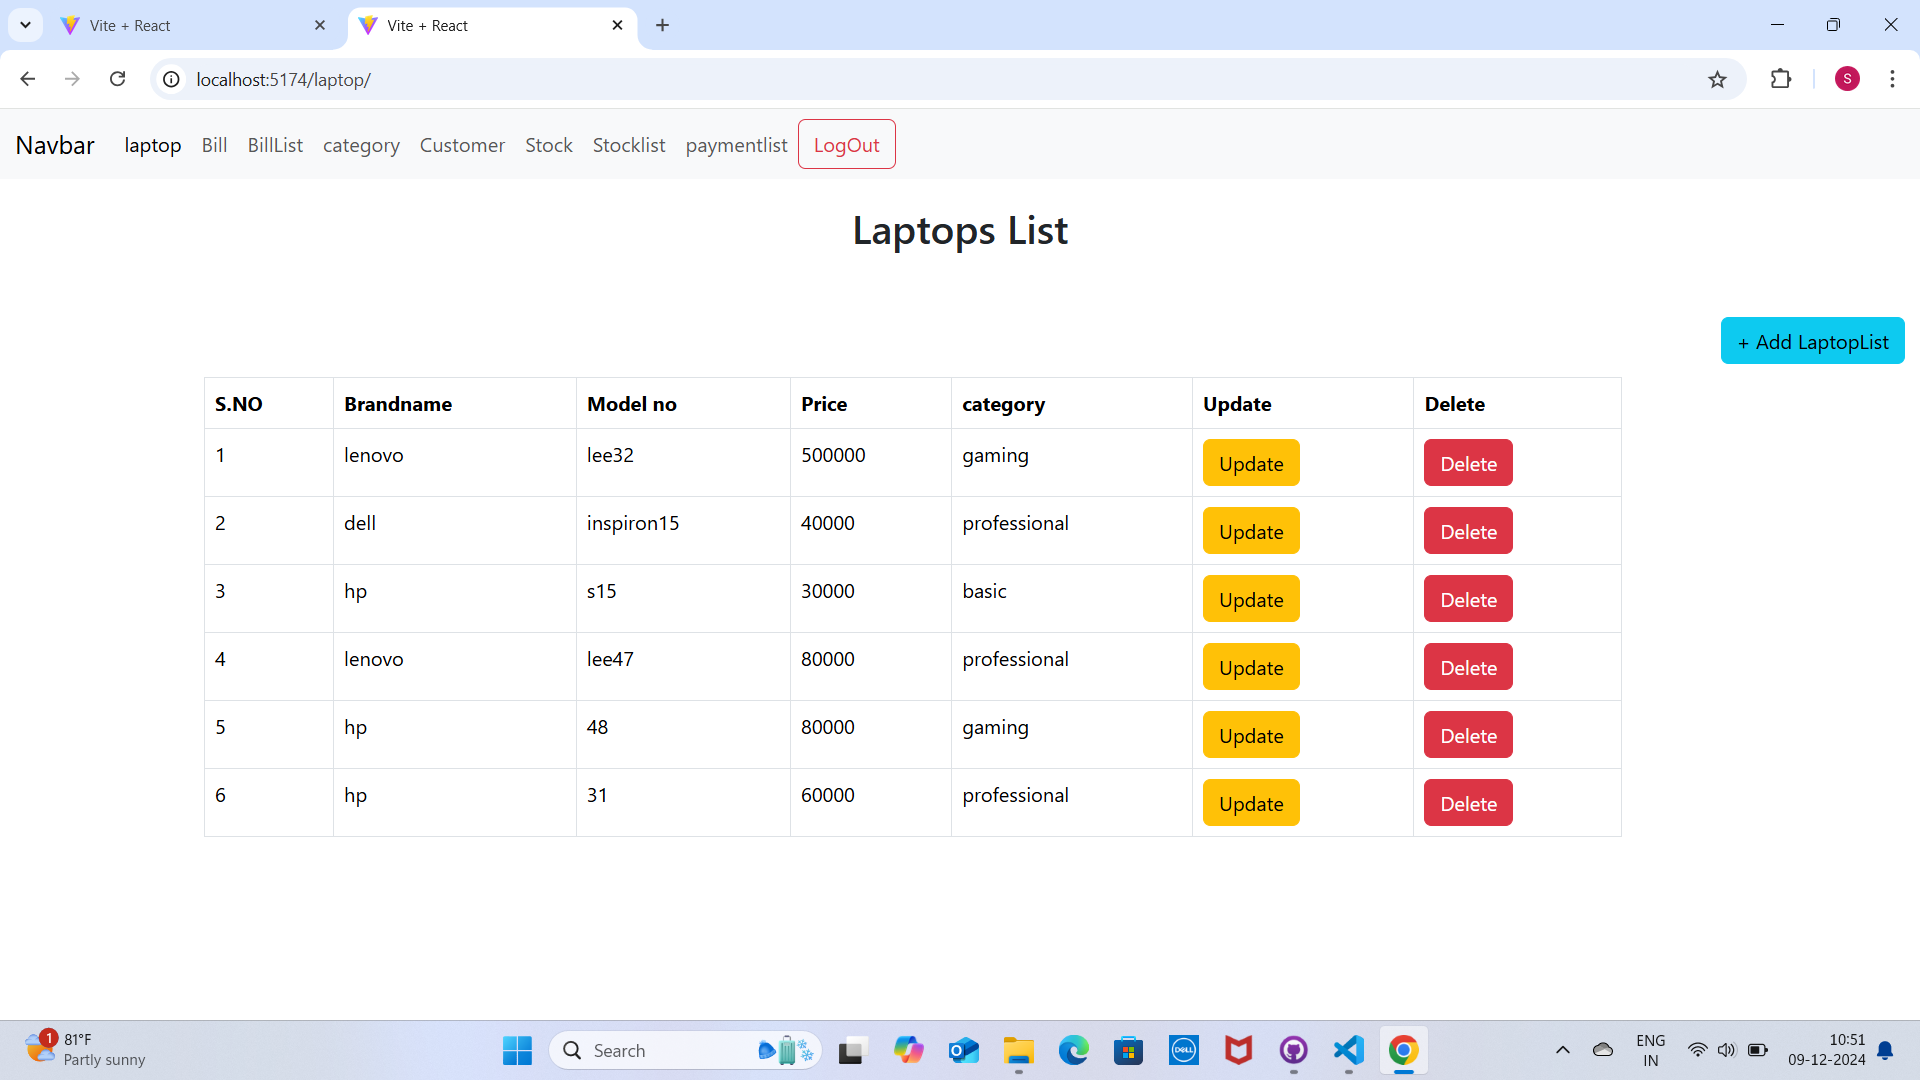 Vite + React
Vite + React
localhost:5174/laptop/
S
Navbar laptop Bill BillList category Customer Stock Stocklist paymentlist LogOut
Laptops List
+ Add LaptopList
S.NO Brandname Model no Price category Update Delete
1 lenovo lee32 500000 gaming Update Delete
2 dell inspiron15 40000 professional Update Delete
3 hp s15 30000 basic Update Delete
4 lenovo lee47 80000 professional Update Delete
5 hp 48 80000 gaming Update Delete
6 hp 31 60000 professional Update Delete
1
81°F
Partly sunny
Search
DELL
ENG
IN
10:51
09-12-2024